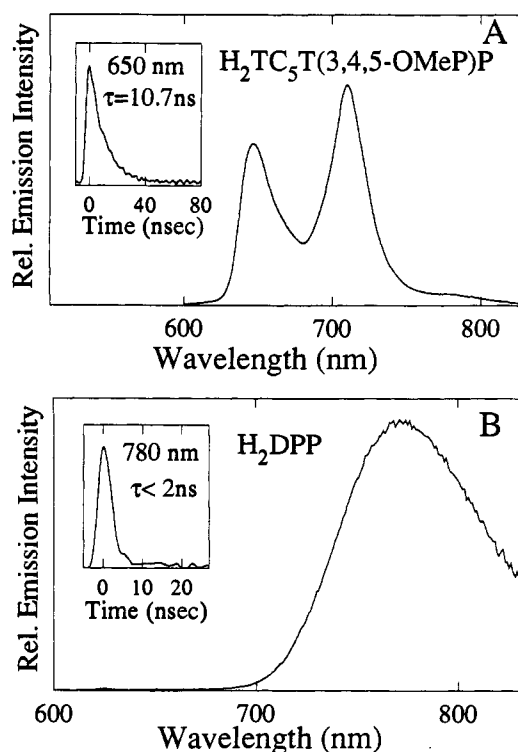 A
H₂TC₅T(3,4,5-OMeP)P
650 nm
τ=10.7ns
0 40 80
Time (nsec)
Rel. Emission Intensity
600 700 800
Wavelength (nm)
B
H₂DPP
780 nm
τ< 2ns
0 10 20
Time (nsec)
Rel. Emission Intensity
600 700 800
Wavelength (nm)